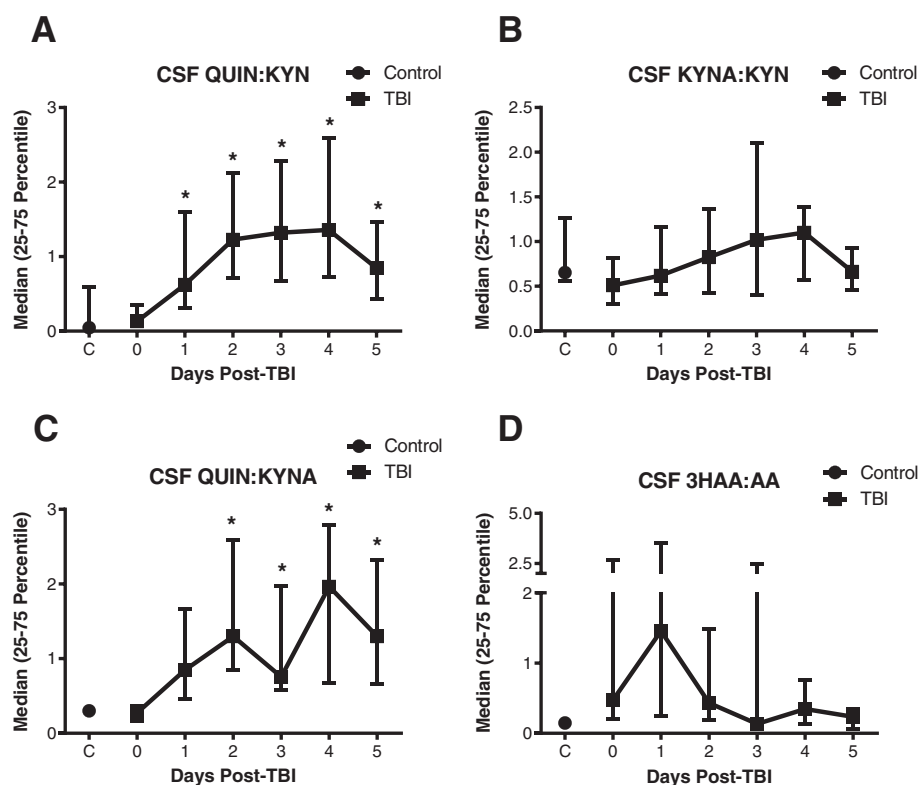 A
CSF QUIN:KYN
Control
TBI
Median (25-75 Percentile)
3
2
1
0
*
*
*
*
*
C 0 1 2 3 4 5
Days Post-TBI
B
CSF KYNA:KYN
Control
TBI
Median (25-75 Percentile)
2.5
2.0
1.5
1.0
0.5
0.0
C 0 1 2 3 4 5
Days Post-TBI
C
CSF QUIN:KYNA
Control
TBI
Median (25-75 Percentile)
3
2
1
0
*
*
*
*
C 0 1 2 3 4 5
Days Post-TBI
D
CSF 3HAA:AA
Control
TBI
Median (25-75 Percentile)
5.0
2.5
2
1
0
C 0 1 2 3 4 5
Days Post-TBI